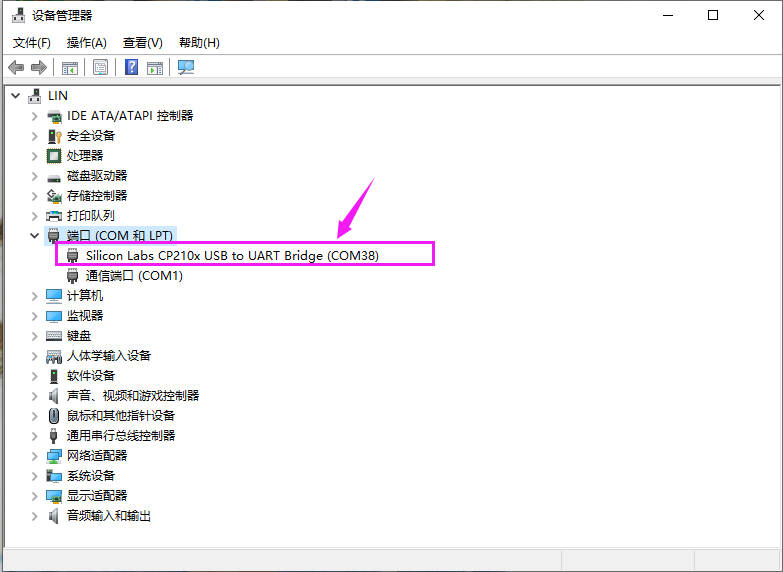 设备管理器
文件(F) 操作(A) 查看(V) 帮助(H)
LIN
IDE ATA/ATAPI 控制器
安全设备
处理器
磁盘驱动器
存储控制器
打印队列
端口 (COM 和 LPT)
Silicon Labs CP210x USB to UART Bridge (COM38)
通信端口 (COM1)
计算机
监视器
键盘
人体学输入设备
软件设备
声音、视频和游戏控制器
鼠标和其他指针设备
通用串行总线控制器
网络适配器
系统设备
显示适配器
音频输入和输出